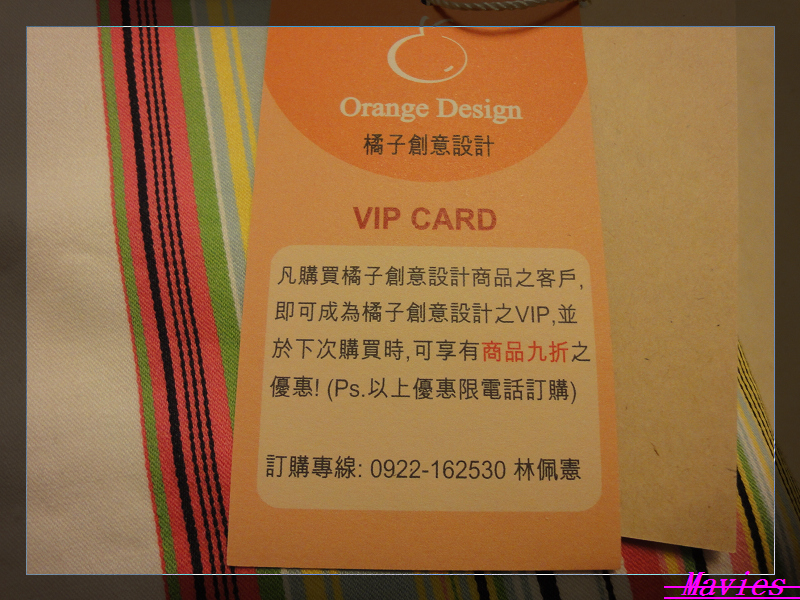 Orange Design
橘子創意設計
VIP CARD
凡購買橘子創意設計商品之客戶,
即可成為橘子創意設計之VIP,並
於下次購買時,可享有商品九折之
優惠! (Ps.以上優惠限電話訂購)
訂購專線: 0922-162530 林佩憲
Mavies